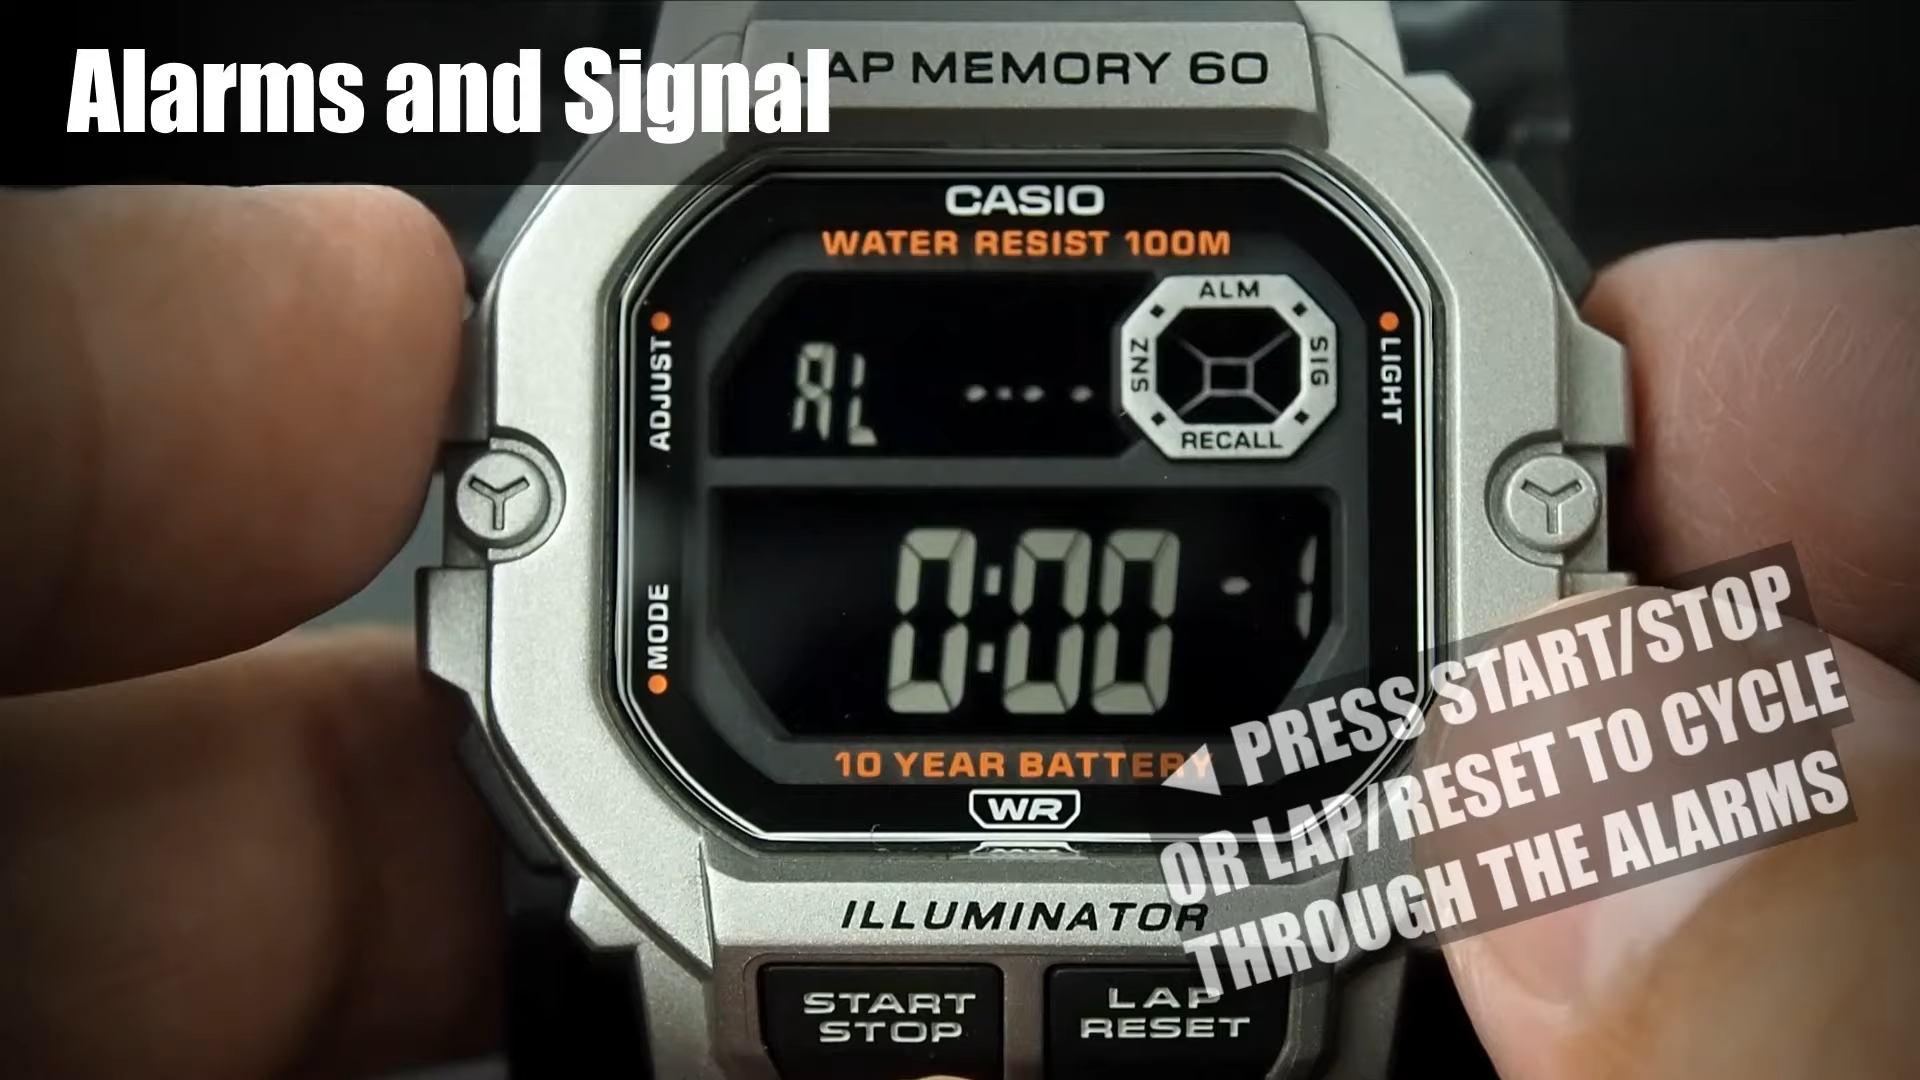 Alarms and Signal
LAP MEMORY 60
CASIO
WATER RESIST 100M
ALM
SNZ
SIG
RECALL
ADJUST
LIGHT
AL ----
0:00 -1
MODE
10 YEAR BATTERY
WR
ILLUMINATOR
START
STOP
LAP
RESET
PRESS START/STOP
OR LAP/RESET TO CYCLE
THROUGH THE ALARMS